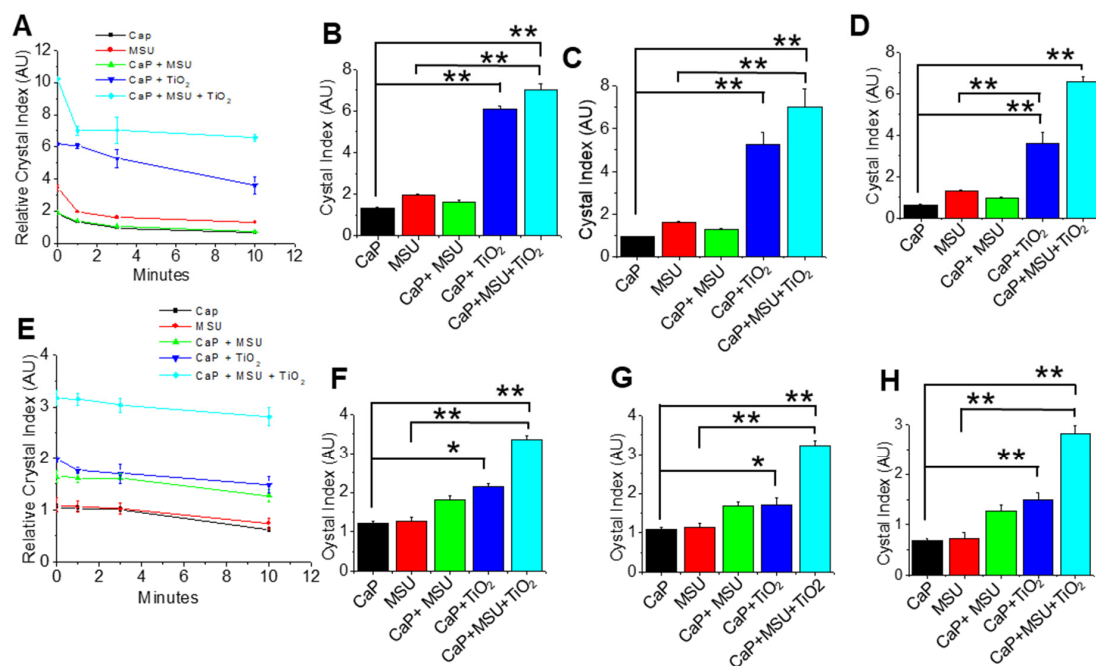 A
Relative Crystal Index (AU)
12
10
8
6
4
2
0
0 2 4 6 8 10 12
Minutes
Cap
MSU
CaP + MSU
CaP + TiO2
CaP + MSU + TiO2
B
Cystal Index (AU)
8
6
4
2
0
**
**
**
CaP
MSU
CaP+ MSU
CaP+ TiO2
CaP+MSU+TiO2
C
Cystal Index (AU)
8
6
4
2
0
**
**
**
CaP
MSU
CaP+ MSU
CaP+TiO2
CaP+MSU+TiO2
D
Cystal Index (AU)
8
6
4
2
0
**
**
**
CaP
MSU
CaP+ MSU
CaP+TiO2
CaP+MSU+TiO2
E
Relative Crystal Index (AU)
4
3
2
1
0
0 2 4 6 8 10 12
Minutes
Cap
MSU
CaP + MSU
CaP + TiO2
CaP + MSU + TiO2
F
Cystal Index (AU)
4
3
2
1
0
**
**
*
CaP
MSU
CaP+ MSU
CaP+TiO2
CaP+MSU+TiO2
G
Cystal Index (AU)
4
3
2
1
0
**
**
*
CaP
MSU
CaP+ MSU
CaP+TiO2
CaP+MSU+TiO2
H
Cystal Index (AU)
3
2
1
0
**
**
**
CaP
MSU
CaP+ MSU
CaP+TiO2
CaP+MSU+TiO2